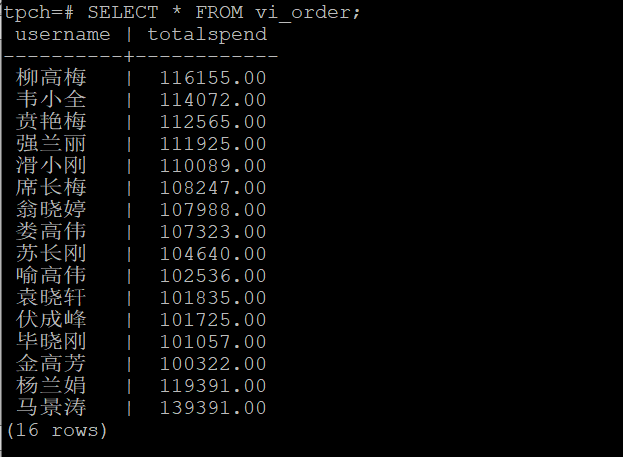 tpch=# SELECT * FROM vi_order;
username | totalspend
----------+------------
柳高梅 | 116155.00
韦小全 | 114072.00
贲艳梅 | 112565.00
强兰丽 | 111925.00
滑小刚 | 110089.00
席长梅 | 108247.00
翁晓婷 | 107988.00
娄高伟 | 107323.00
苏长刚 | 104640.00
喻高伟 | 102536.00
袁晓轩 | 101835.00
伏成峰 | 101725.00
毕晓刚 | 101057.00
金高芳 | 100322.00
杨兰娟 | 119391.00
马景涛 | 139391.00
(16 rows)